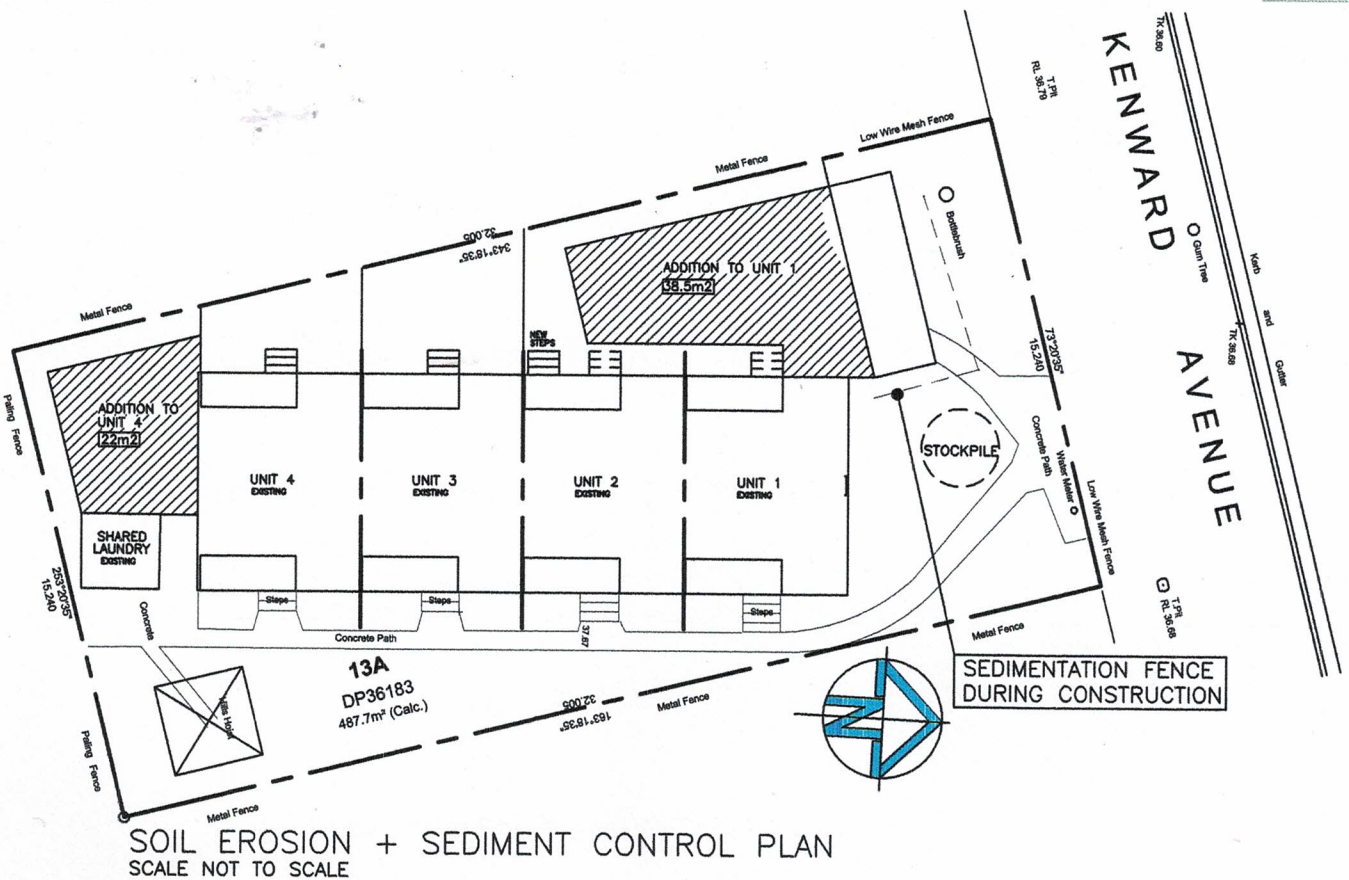 KENWARD AVENUE
TK 36.60
T.Pit
RL 36.79
Low Wire Mesh Fence
Metal Fence
Bottlebrush
Gum Tree
Kerb and Gutter
TK 36.68
32.005
343°18'35"
ADDITION TO UNIT 1
38.5m2
Metal Fence
NEW
STEPS
73°20'35"
15.240
Paling Fence
ADDITION TO
UNIT 4
22m2
STOCKPILE
Concrete Path
Water Meter
Low Wire Mesh Fence
UNIT 4
EXISTING
UNIT 3
EXISTING
UNIT 2
EXISTING
UNIT 1
EXISTING
SHARED
LAUNDRY
EXISTING
253°20'35"
15.240
T.Pit
RL 36.68
Steps
Steps
Steps
37.67
Concrete
Concrete Path
Metal Fence
13A
DP36183
487.7m² (Calc.)
Hills Hoist
32.005
163°18'35"
Metal Fence
SEDIMENTATION FENCE
DURING CONSTRUCTION
N
Paling Fence
Metal Fence
SOIL EROSION + SEDIMENT CONTROL PLAN
SCALE NOT TO SCALE